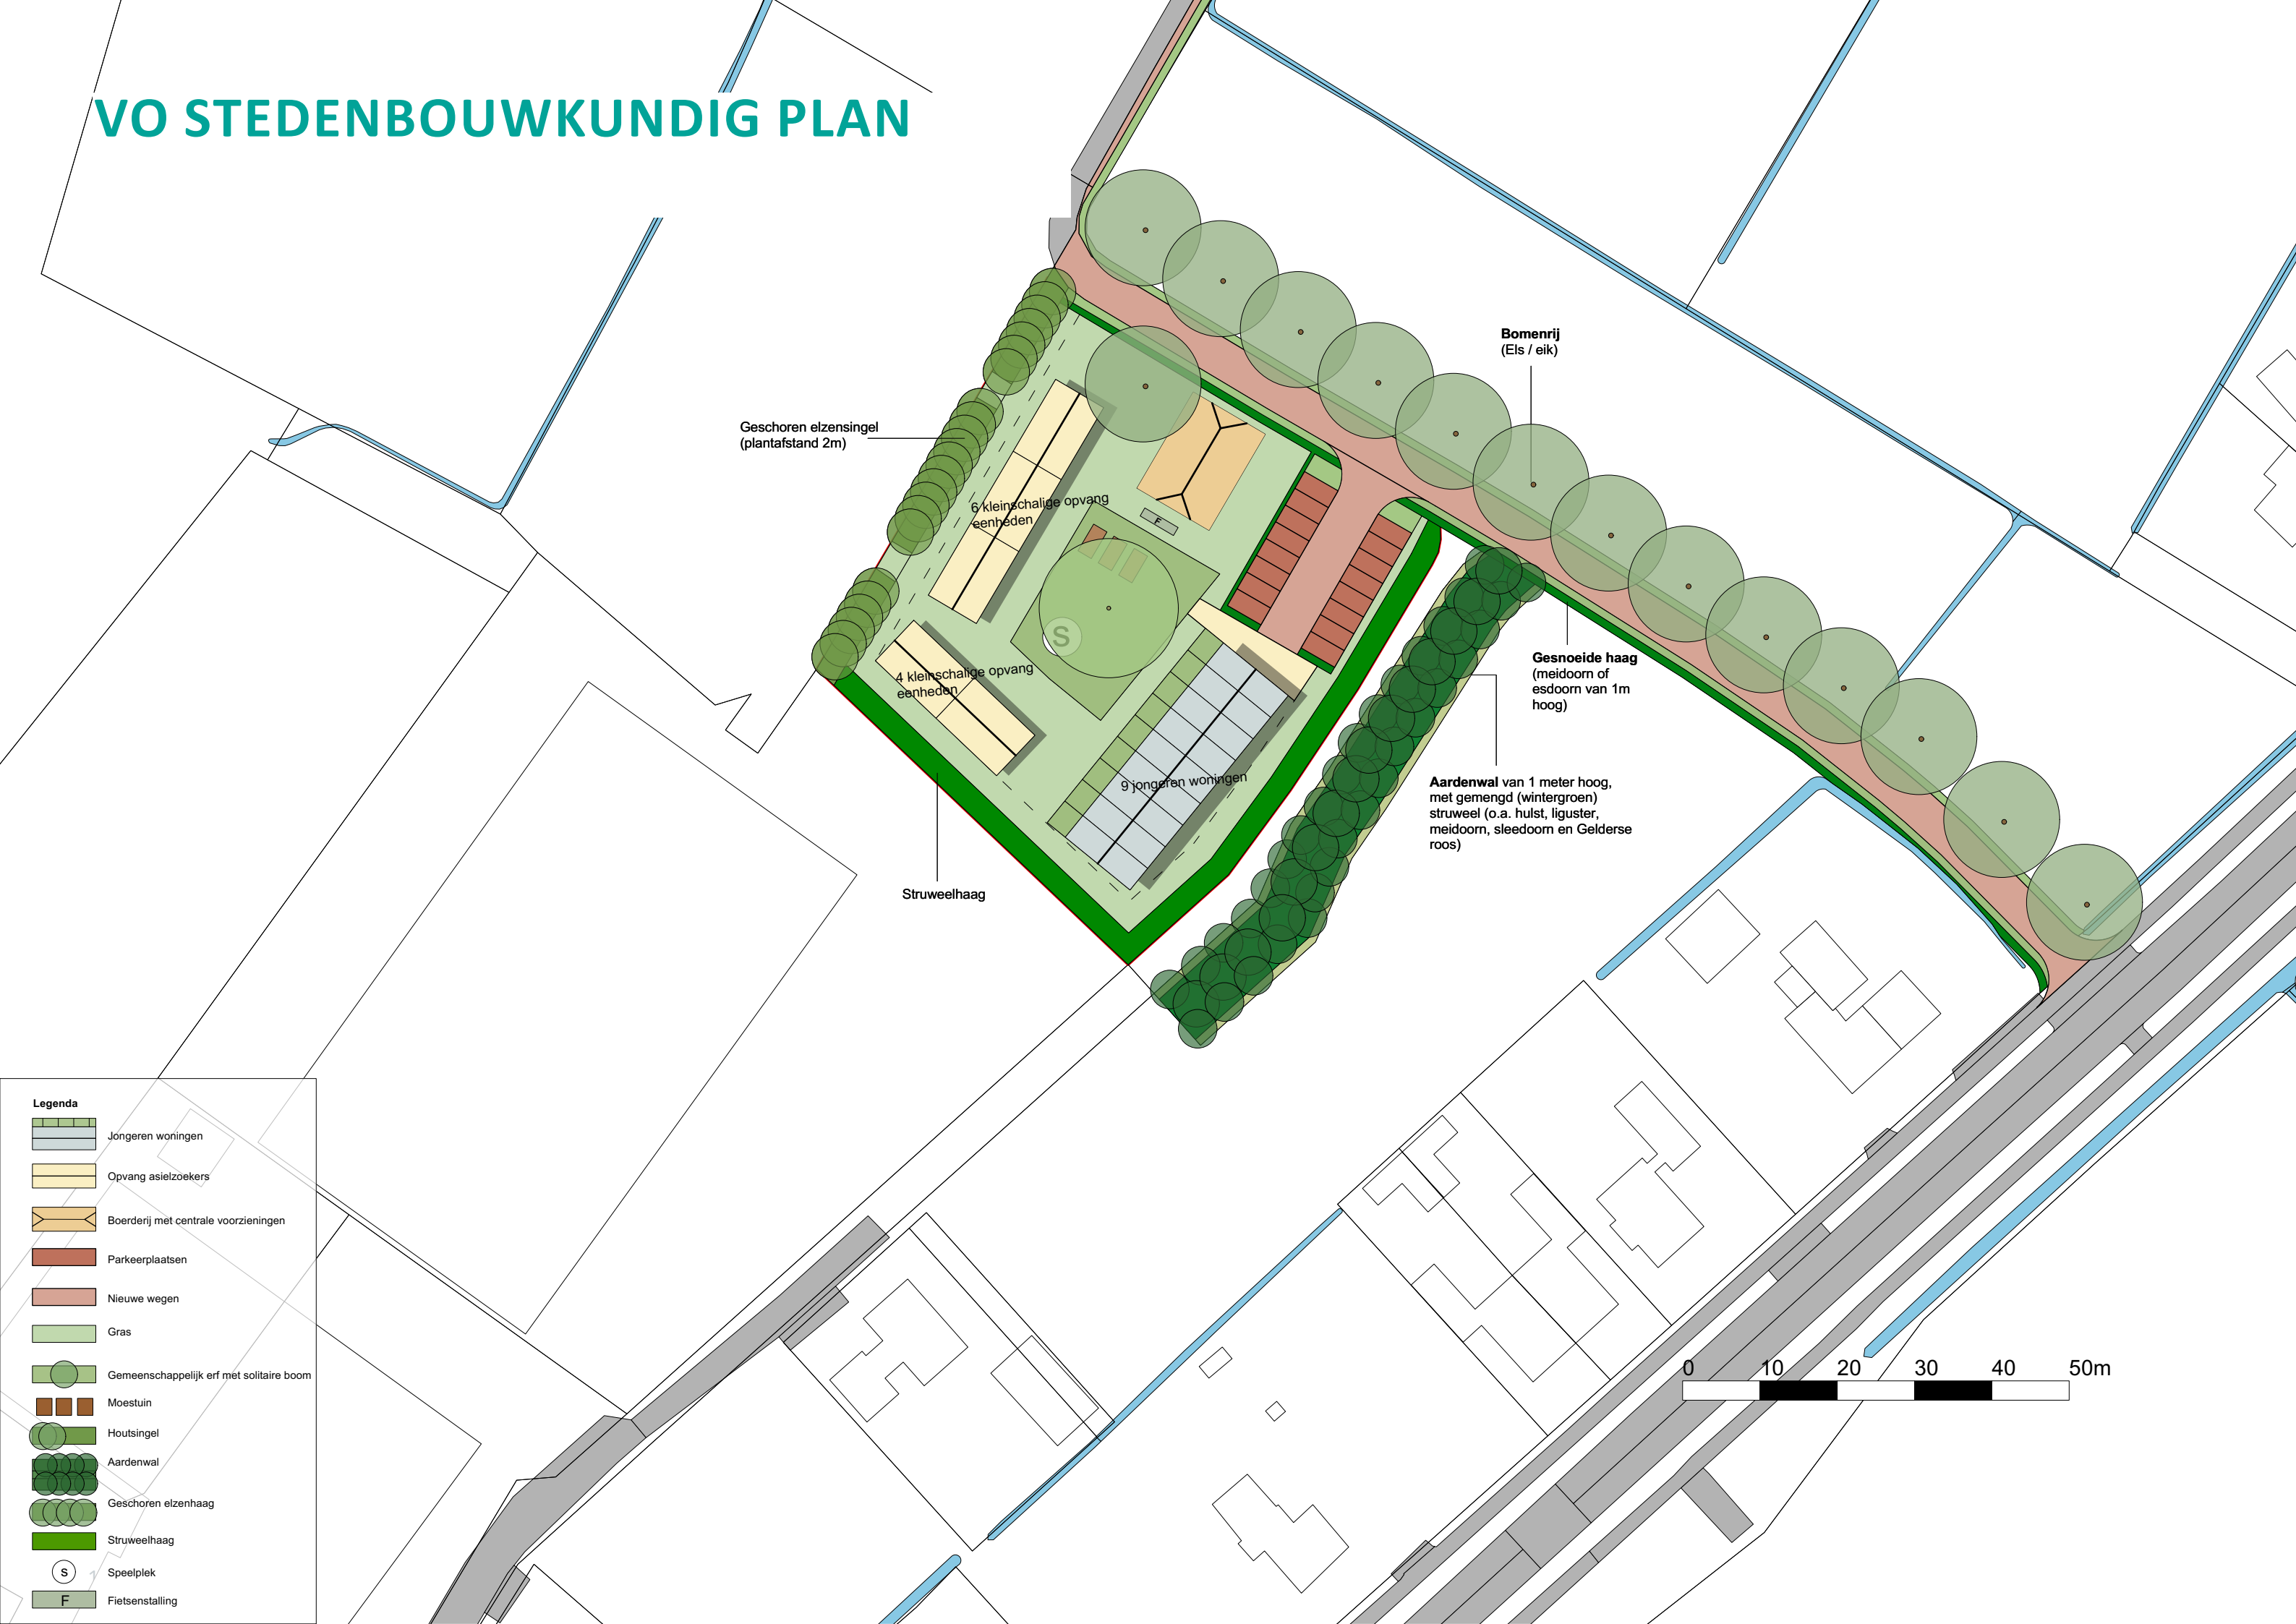 VO STEDENBOUWKUNDIG PLAN
Bomenrij
(Els / eik)
Geschoren elzensingel
(plantafstand 2m)
6 kleinschalige opvang
eenheden
F
S
4 kleinschalige opvang
eenheden
9 jongeren woningen
Gesnoeide haag
(meidoorn of
esdoorn van 1m
hoog)
Aardenwal van 1 meter hoog,
met gemengd (wintergroen)
struweel (o.a. hulst, liguster,
meidoorn, sleedoorn en Gelderse
roos)
Struweelhaag
Legenda
Jongeren woningen
Opvang asielzoekers
Boerderij met centrale voorzieningen
Parkeerplaatsen
Nieuwe wegen
Gras
Gemeenschappelijk erf met solitaire boom
Moestuin
Houtsingel
Aardenwal
Geschoren elzenhaag
Struweelhaag
S Speelplek
F Fietsenstalling
0 10 20 30 40 50m